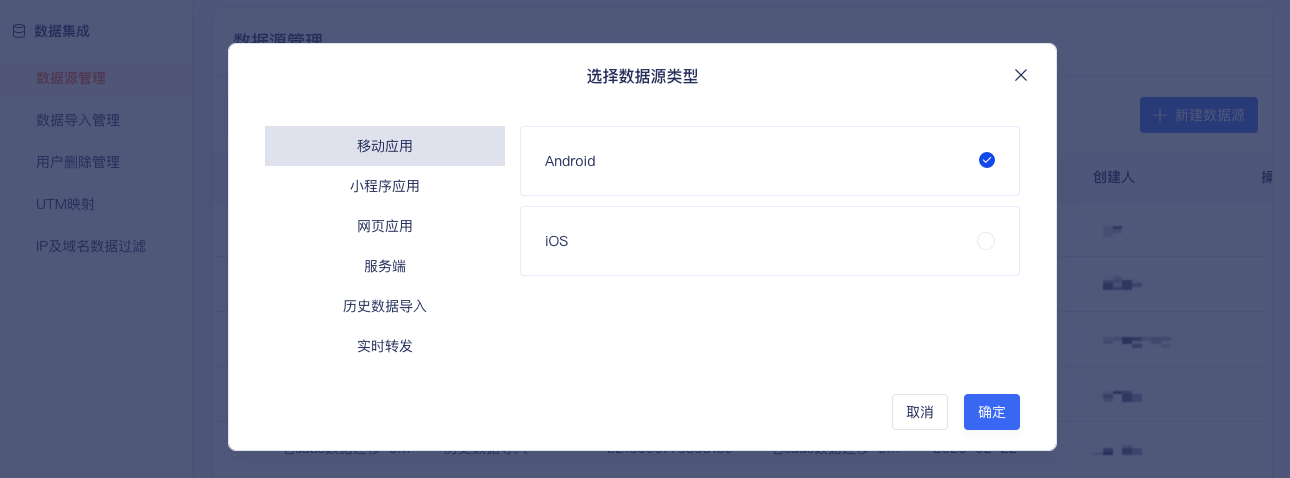 数据集成
数据源管理
数据导入管理
用户删除管理
UTM映射
IP及域名数据过滤
数据源管理
新建数据源
创建人
选择数据源类型
移动应用
小程序应用
网页应用
服务端
历史数据导入
实时转发
Android
iOS
取消
确定